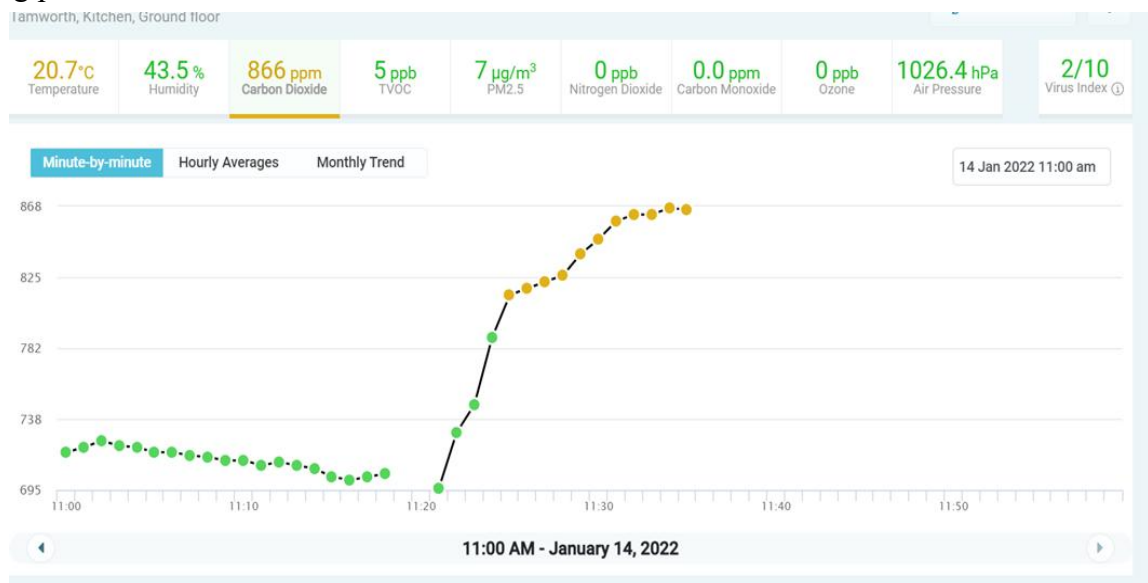 Tamworth, Kitchen, Ground floor
20.7°C 43.5 % 866 ppm 5 ppb 7 µg/m³ 0 ppb 0.0 ppm 0 ppb 1026.4 hPa 2/10
Temperature Humidity Carbon Dioxide TVOC PM2.5 Nitrogen Dioxide Carbon Monoxide Ozone Air Pressure Virus Index
Minute-by-minute Hourly Averages Monthly Trend 14 Jan 2022 11:00 am
868
825
782
738
695
11:00 11:10 11:20 11:30 11:40 11:50
11:00 AM - January 14, 2022